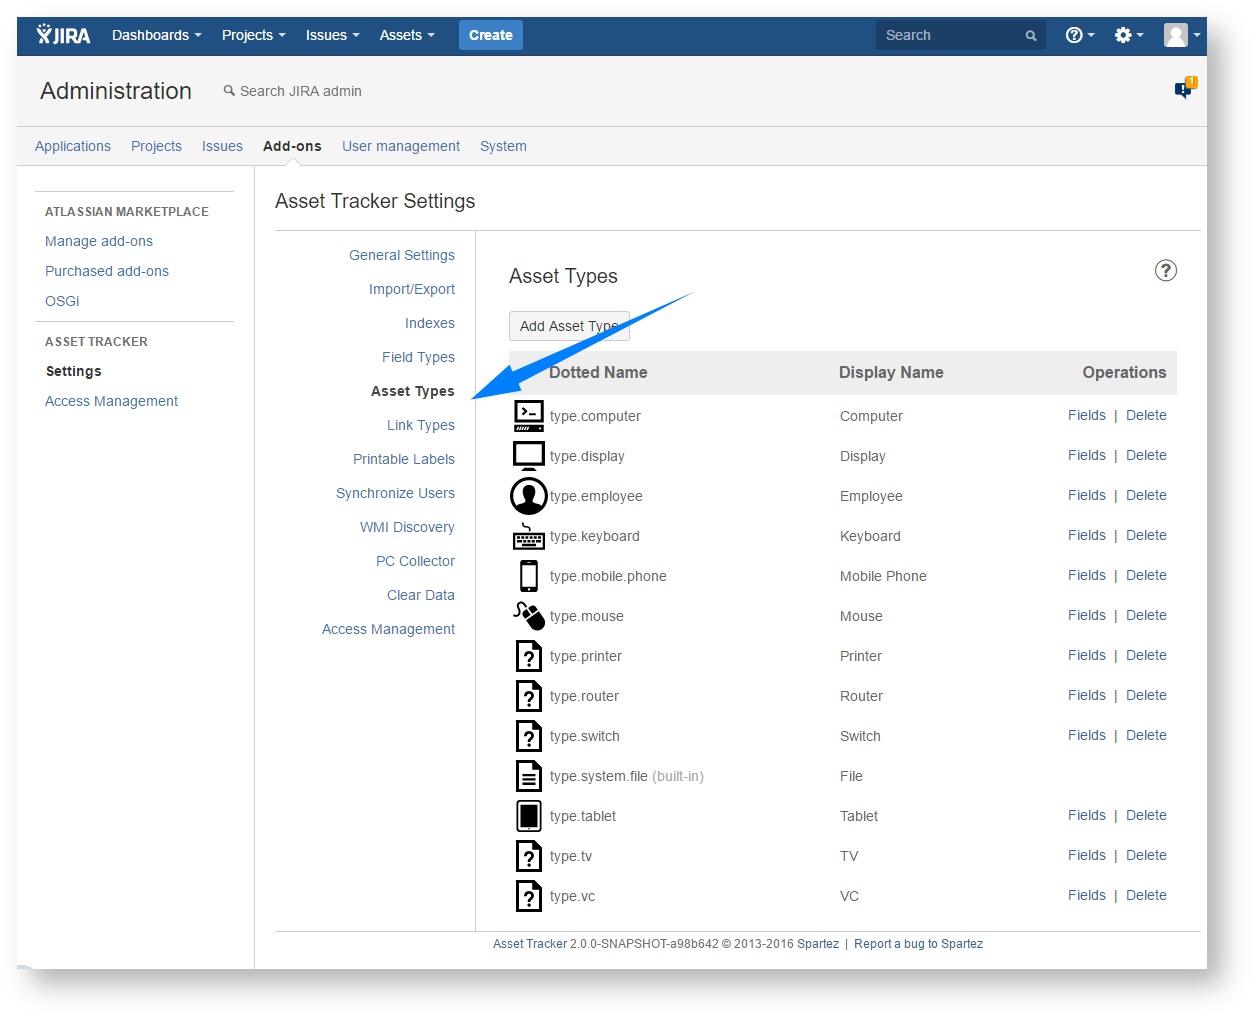 JIRA Dashboards Projects Issues Assets Create Search
Administration Search JIRA admin 1
Applications Projects Issues Add-ons User management System
ATLASSIAN MARKETPLACE
Manage add-ons
Purchased add-ons
OSGi
ASSET TRACKER
Settings
Access Management
Asset Tracker Settings
General Settings
Import/Export
Indexes
Field Types
Asset Types
Link Types
Printable Labels
Synchronize Users
WMI Discovery
PC Collector
Clear Data
Access Management
Asset Types ?
Add Asset Type
Dotted Name Display Name Operations
type.computer Computer Fields | Delete
type.display Display Fields | Delete
type.employee Employee Fields | Delete
type.keyboard Keyboard Fields | Delete
type.mobile.phone Mobile Phone Fields | Delete
type.mouse Mouse Fields | Delete
type.printer Printer Fields | Delete
type.router Router Fields | Delete
type.switch Switch Fields | Delete
type.system.file (built-in) File
type.tablet Tablet Fields | Delete
type.tv TV Fields | Delete
type.vc VC Fields | Delete
Asset Tracker 2.0.0-SNAPSHOT-a98b642 © 2013-2016 Spartez | Report a bug to Spartez